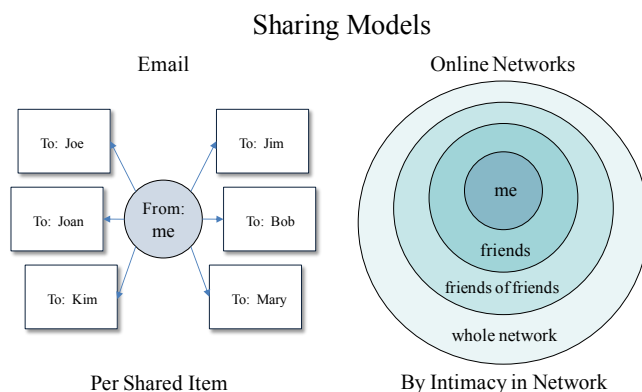 Sharing Models
Email
To: Joe
To: Jim
To: Joan
From:
me
To: Bob
To: Kim
To: Mary
Per Shared Item
Online Networks
me
friends
friends of friends
whole network
By Intimacy in Network